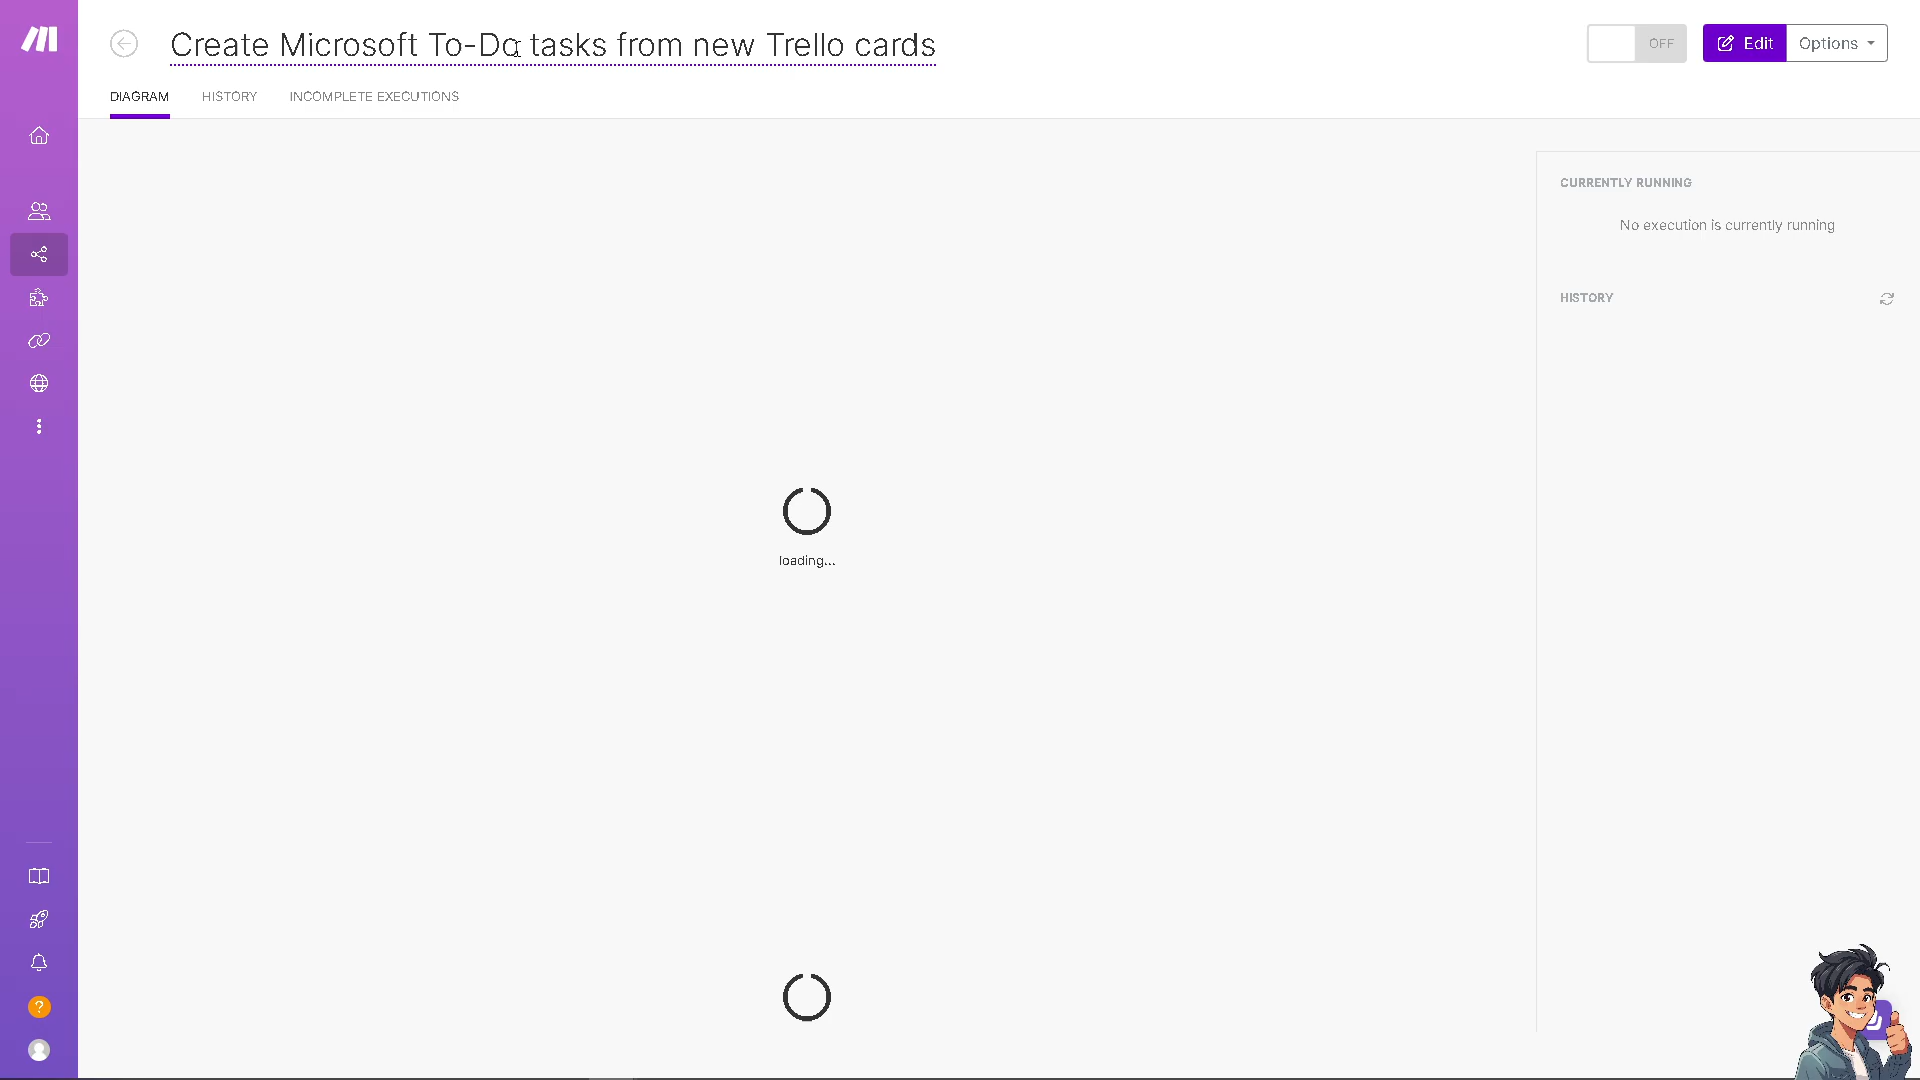 Create Microsoft To-Do tasks from new Trello cards
OFF
Edit
Options
DIAGRAM
HISTORY
INCOMPLETE EXECUTIONS
CURRENTLY RUNNING
No execution is currently running
HISTORY
loading...
?